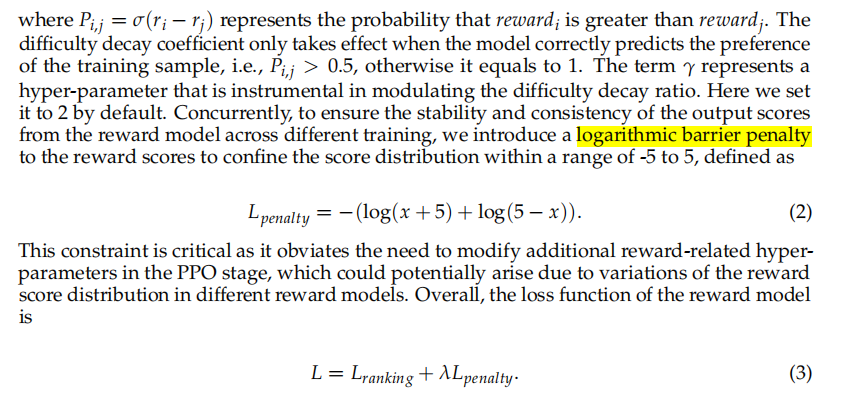 where P_{i,j} = σ(r_i − r_j) represents the probability that reward_i is greater than reward_j. The
difficulty decay coefficient only takes effect when the model correctly predicts the preference
of the training sample, i.e., P_{i,j} > 0.5, otherwise it equals to 1. The term γ represents a
hyper-parameter that is instrumental in modulating the difficulty decay ratio. Here we set
it to 2 by default. Concurrently, to ensure the stability and consistency of the output scores
from the reward model across different training, we introduce a logarithmic barrier penalty
to the reward scores to confine the score distribution within a range of -5 to 5, defined as
L_{penalty} = −(log(x + 5) + log(5 − x)). (2)
This constraint is critical as it obviates the need to modify additional reward-related hyper-
parameters in the PPO stage, which could potentially arise due to variations of the reward
score distribution in different reward models. Overall, the loss function of the reward model
is
L = L_{ranking} + λL_{penalty}. (3)